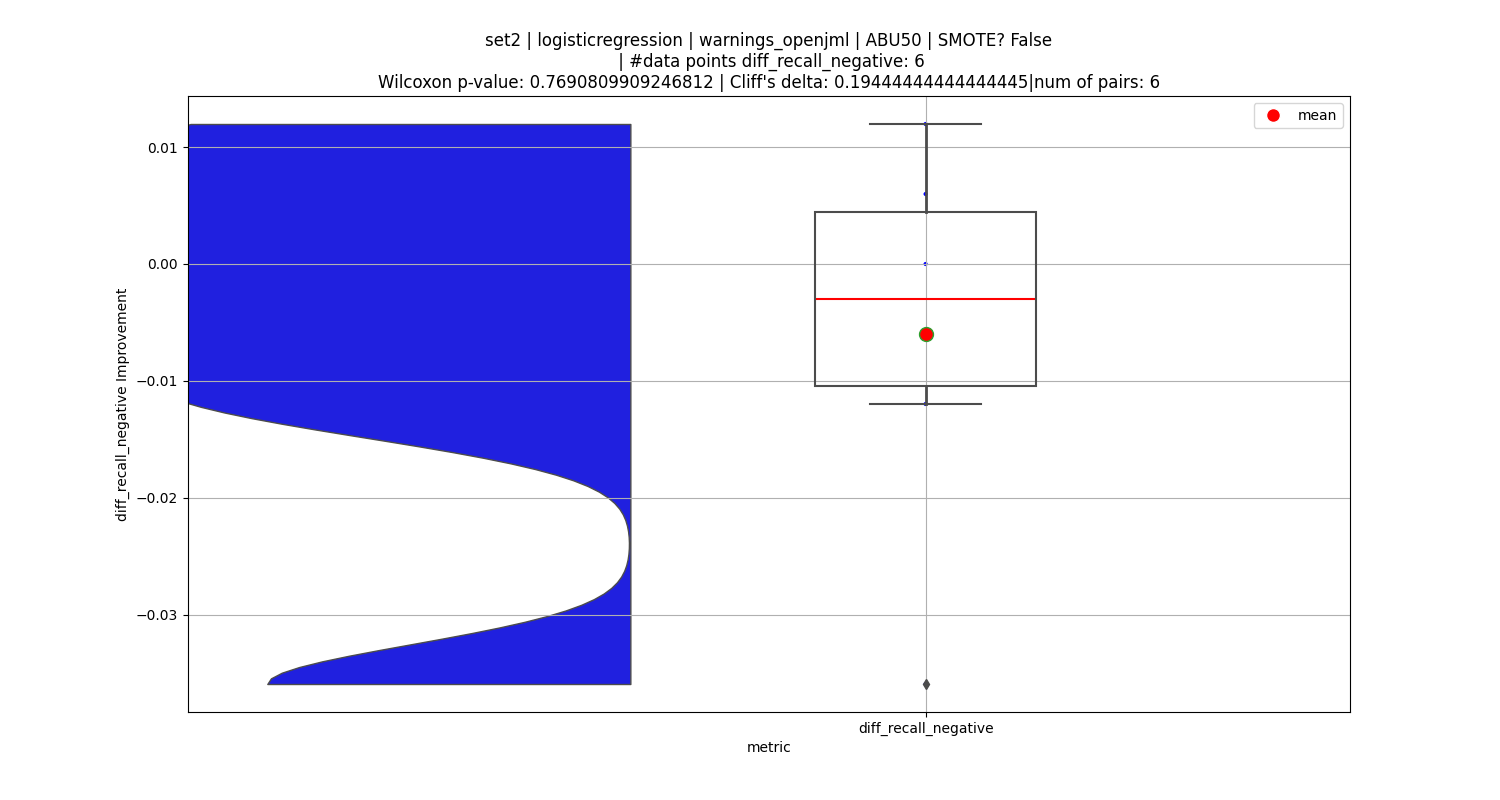 set2 | logisticregression | warnings_openjml | ABU50 | SMOTE? False
| #data points diff_recall_negative: 6
Wilcoxon p-value: 0.7690809909246812 | Cliff's delta: 0.19444444444444445|num of pairs: 6
mean
0.01
0.00
−0.01
−0.02
−0.03
diff_recall_negative Improvement
diff_recall_negative
metric